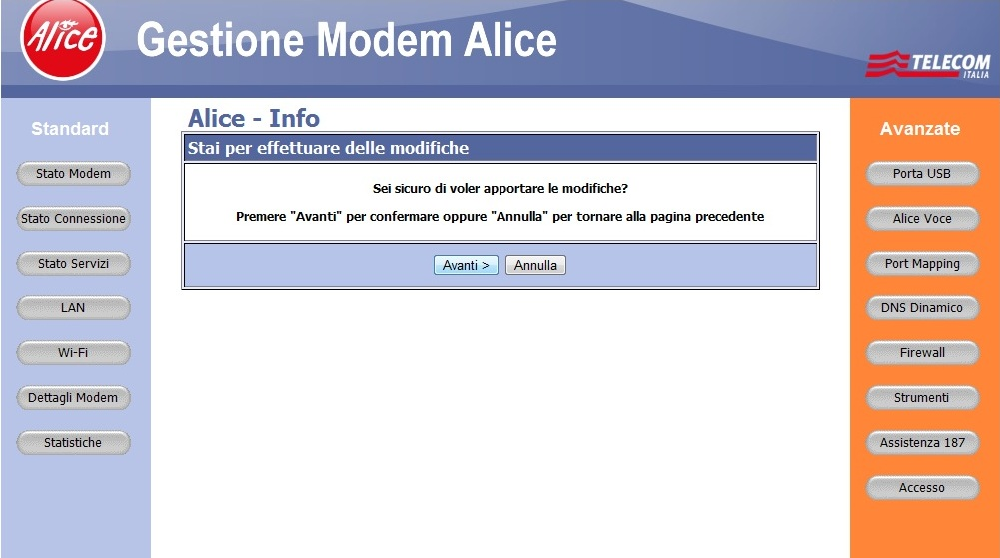 Alice
Gestione Modem Alice
TELECOM
ITALIA
Standard
Stato Modem
Stato Connessione
Stato Servizi
LAN
Wi-Fi
Dettagli Modem
Statistiche
Alice - Info
Stai per effettuare delle modifiche
Sei sicuro di voler apportare le modifiche?
Premere "Avanti" per confermare oppure "Annulla" per tornare alla pagina precedente
Avanti > Annulla
Avanzate
Porta USB
Alice Voce
Port Mapping
DNS Dinamico
Firewall
Strumenti
Assistenza 187
Accesso